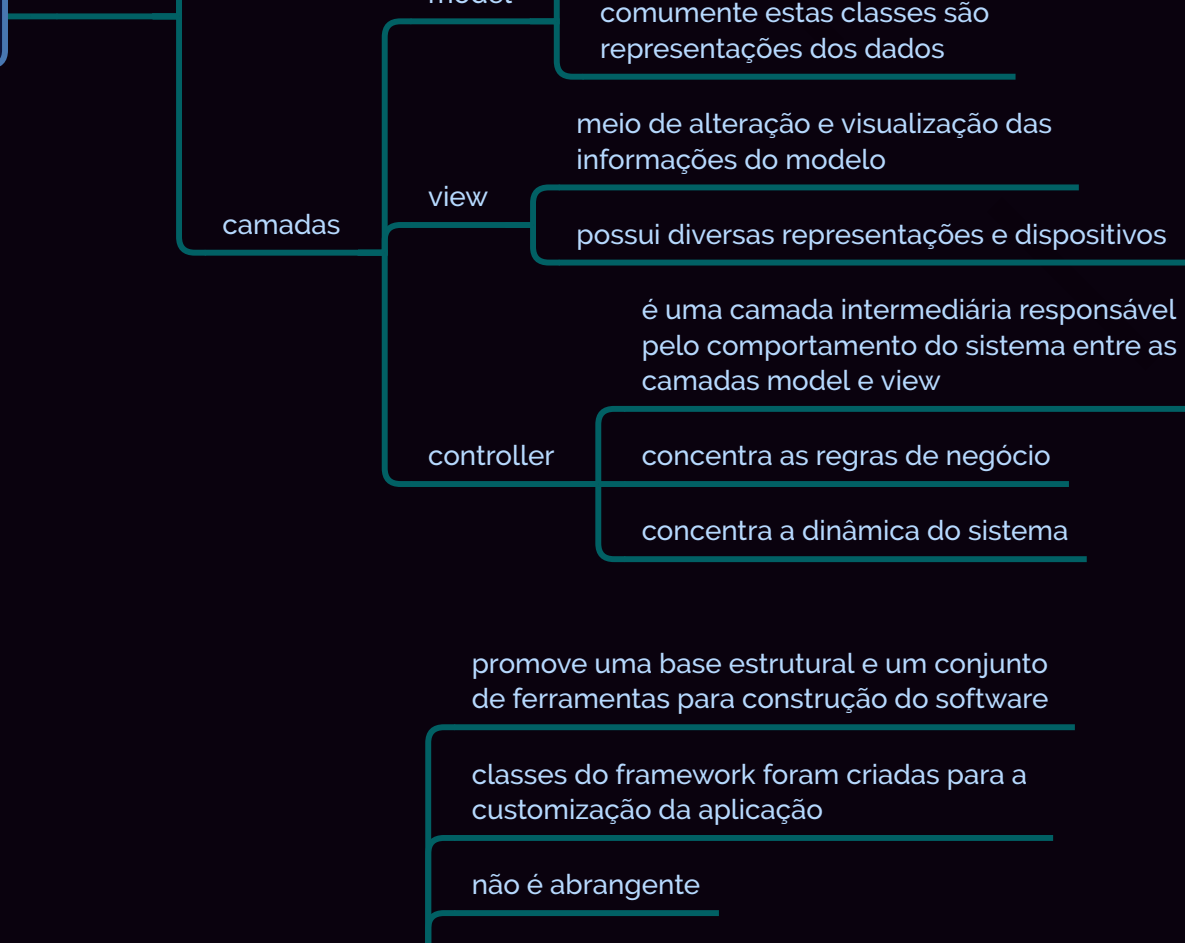 comumente estas classes são
representações dos dados
meio de alteração e visualização das
informações do modelo
view
possui diversas representações e dispositivos
camadas
é uma camada intermediária responsável
pelo comportamento do sistema entre as
camadas model e view
controller
concentra as regras de negócio
concentra a dinâmica do sistema
promove uma base estrutural e um conjunto
de ferramentas para construção do software
classes do framework foram criadas para a
customização da aplicação
não é abrangente